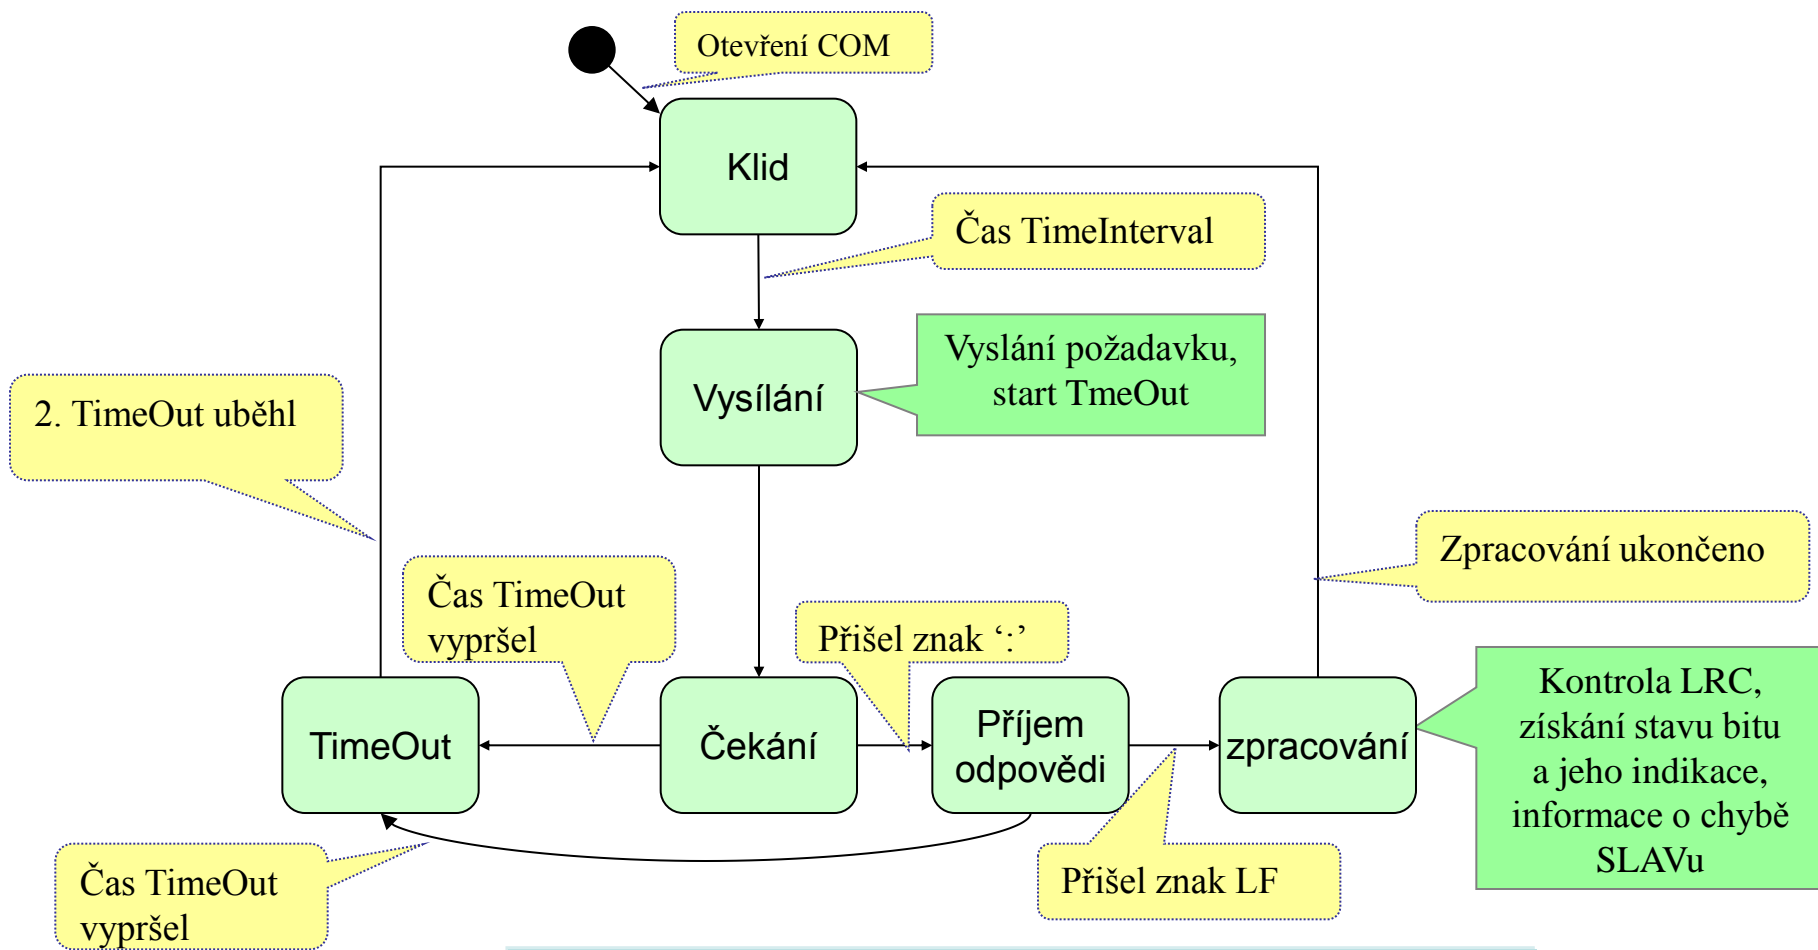 Otevření COM
Klid
Čas TimeInterval
Vysílání
Vyslání požadavku,
start TmeOut
2. TimeOut uběhl
Čas TimeOut
vypršel
Přišel znak ‘:’
Zpracování ukončeno
TimeOut
Čekání
Příjem
odpovědi
zpracování
Kontrola LRC,
získání stavu bitu
a jeho indikace,
informace o chybě
SLAVu
Čas TimeOut
vypršel
Přišel znak LF